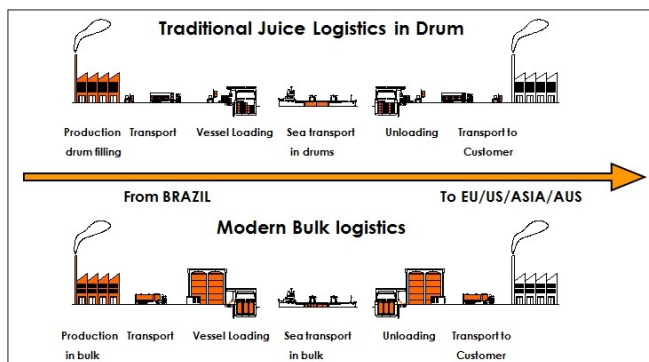 Traditional Juice Logistics in Drum
Production Transport Vessel Loading Sea transport Unloading Transport to
drum filling in drums Customer
From BRAZIL To EU/US/ASIA/AUS
Modern Bulk logistics
Production Transport Vessel Loading Sea transport Unloading Transport to
in bulk in bulk Customer